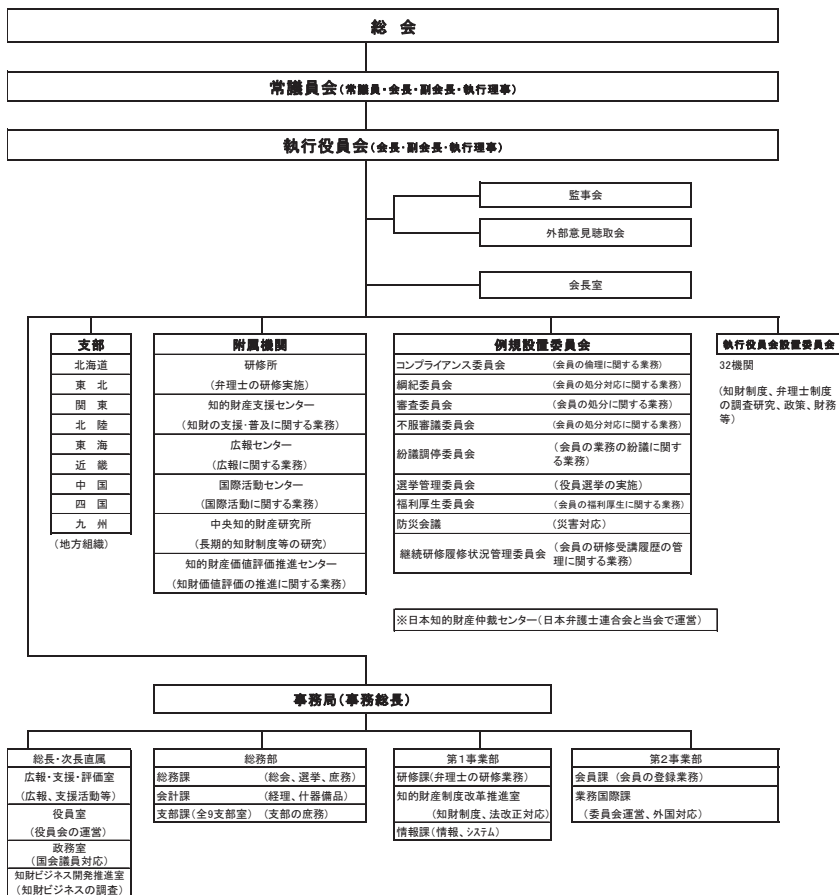 総 会
常議員会(常議員・会長・副会長・執行理事)
執行役員会(会長・副会長・執行理事)
監事会
外部意見聴取会
会長室
支部
北海道
東 北
関 東
北 陸
東 海
近 畿
中 国
四 国
九 州
(地方組織)
附属機関
研修所
(弁理士の研修実施)
知的財産支援センター
(知財の支援・普及に関する業務)
広報センター
(広報に関する業務)
国際活動センター
(国際活動に関する業務)
中央知的財産研究所
(長期的知財制度等の研究)
知的財産価値評価推進センター
(知財価値評価の推進に関する業務)
例規設置委員会
コンプライアンス委員会 (会員の倫理に関する業務)
綱紀委員会 (会員の処分対応に関する業務)
審査委員会 (会員の処分に関する業務)
不服審議委員会 (会員の処分対応に関する業務)
紛議調停委員会 (会員の業務の紛議に関す
る業務)
選挙管理委員会 (役員選挙の実施)
福利厚生委員会 (会員の福利厚生に関する業務)
防災会議 (災害対応)
継続研修履修状況管理委員会 (会員の研修受講履歴の管
理に関する業務)
執行役員会設置委員会
32機関
(知財制度、弁理士制度
の調査研究、政策、財務
等)
※日本知的財産仲裁センター(日本弁護士連合会と当会で運営)
事務局(事務総長)
総長・次長直属
広報・支援・評価室
(広報、支援活動等)
役員室
(役員会の運営)
政務室
(国会議員対応)
知財ビジネス開発推進室
(知財ビジネスの調査)
総務部
総務課 (総会、選挙、庶務)
会計課 (経理、什器備品)
支部課(全9支部室) (支部の庶務)
第1事業部
研修課(弁理士の研修業務)
知的財産制度改革推進室
(知財制度、法改正対応)
情報課(情報、システム)
第2事業部
会員課 (会員の登録業務)
業務国際課
(委員会運営、外国対応)